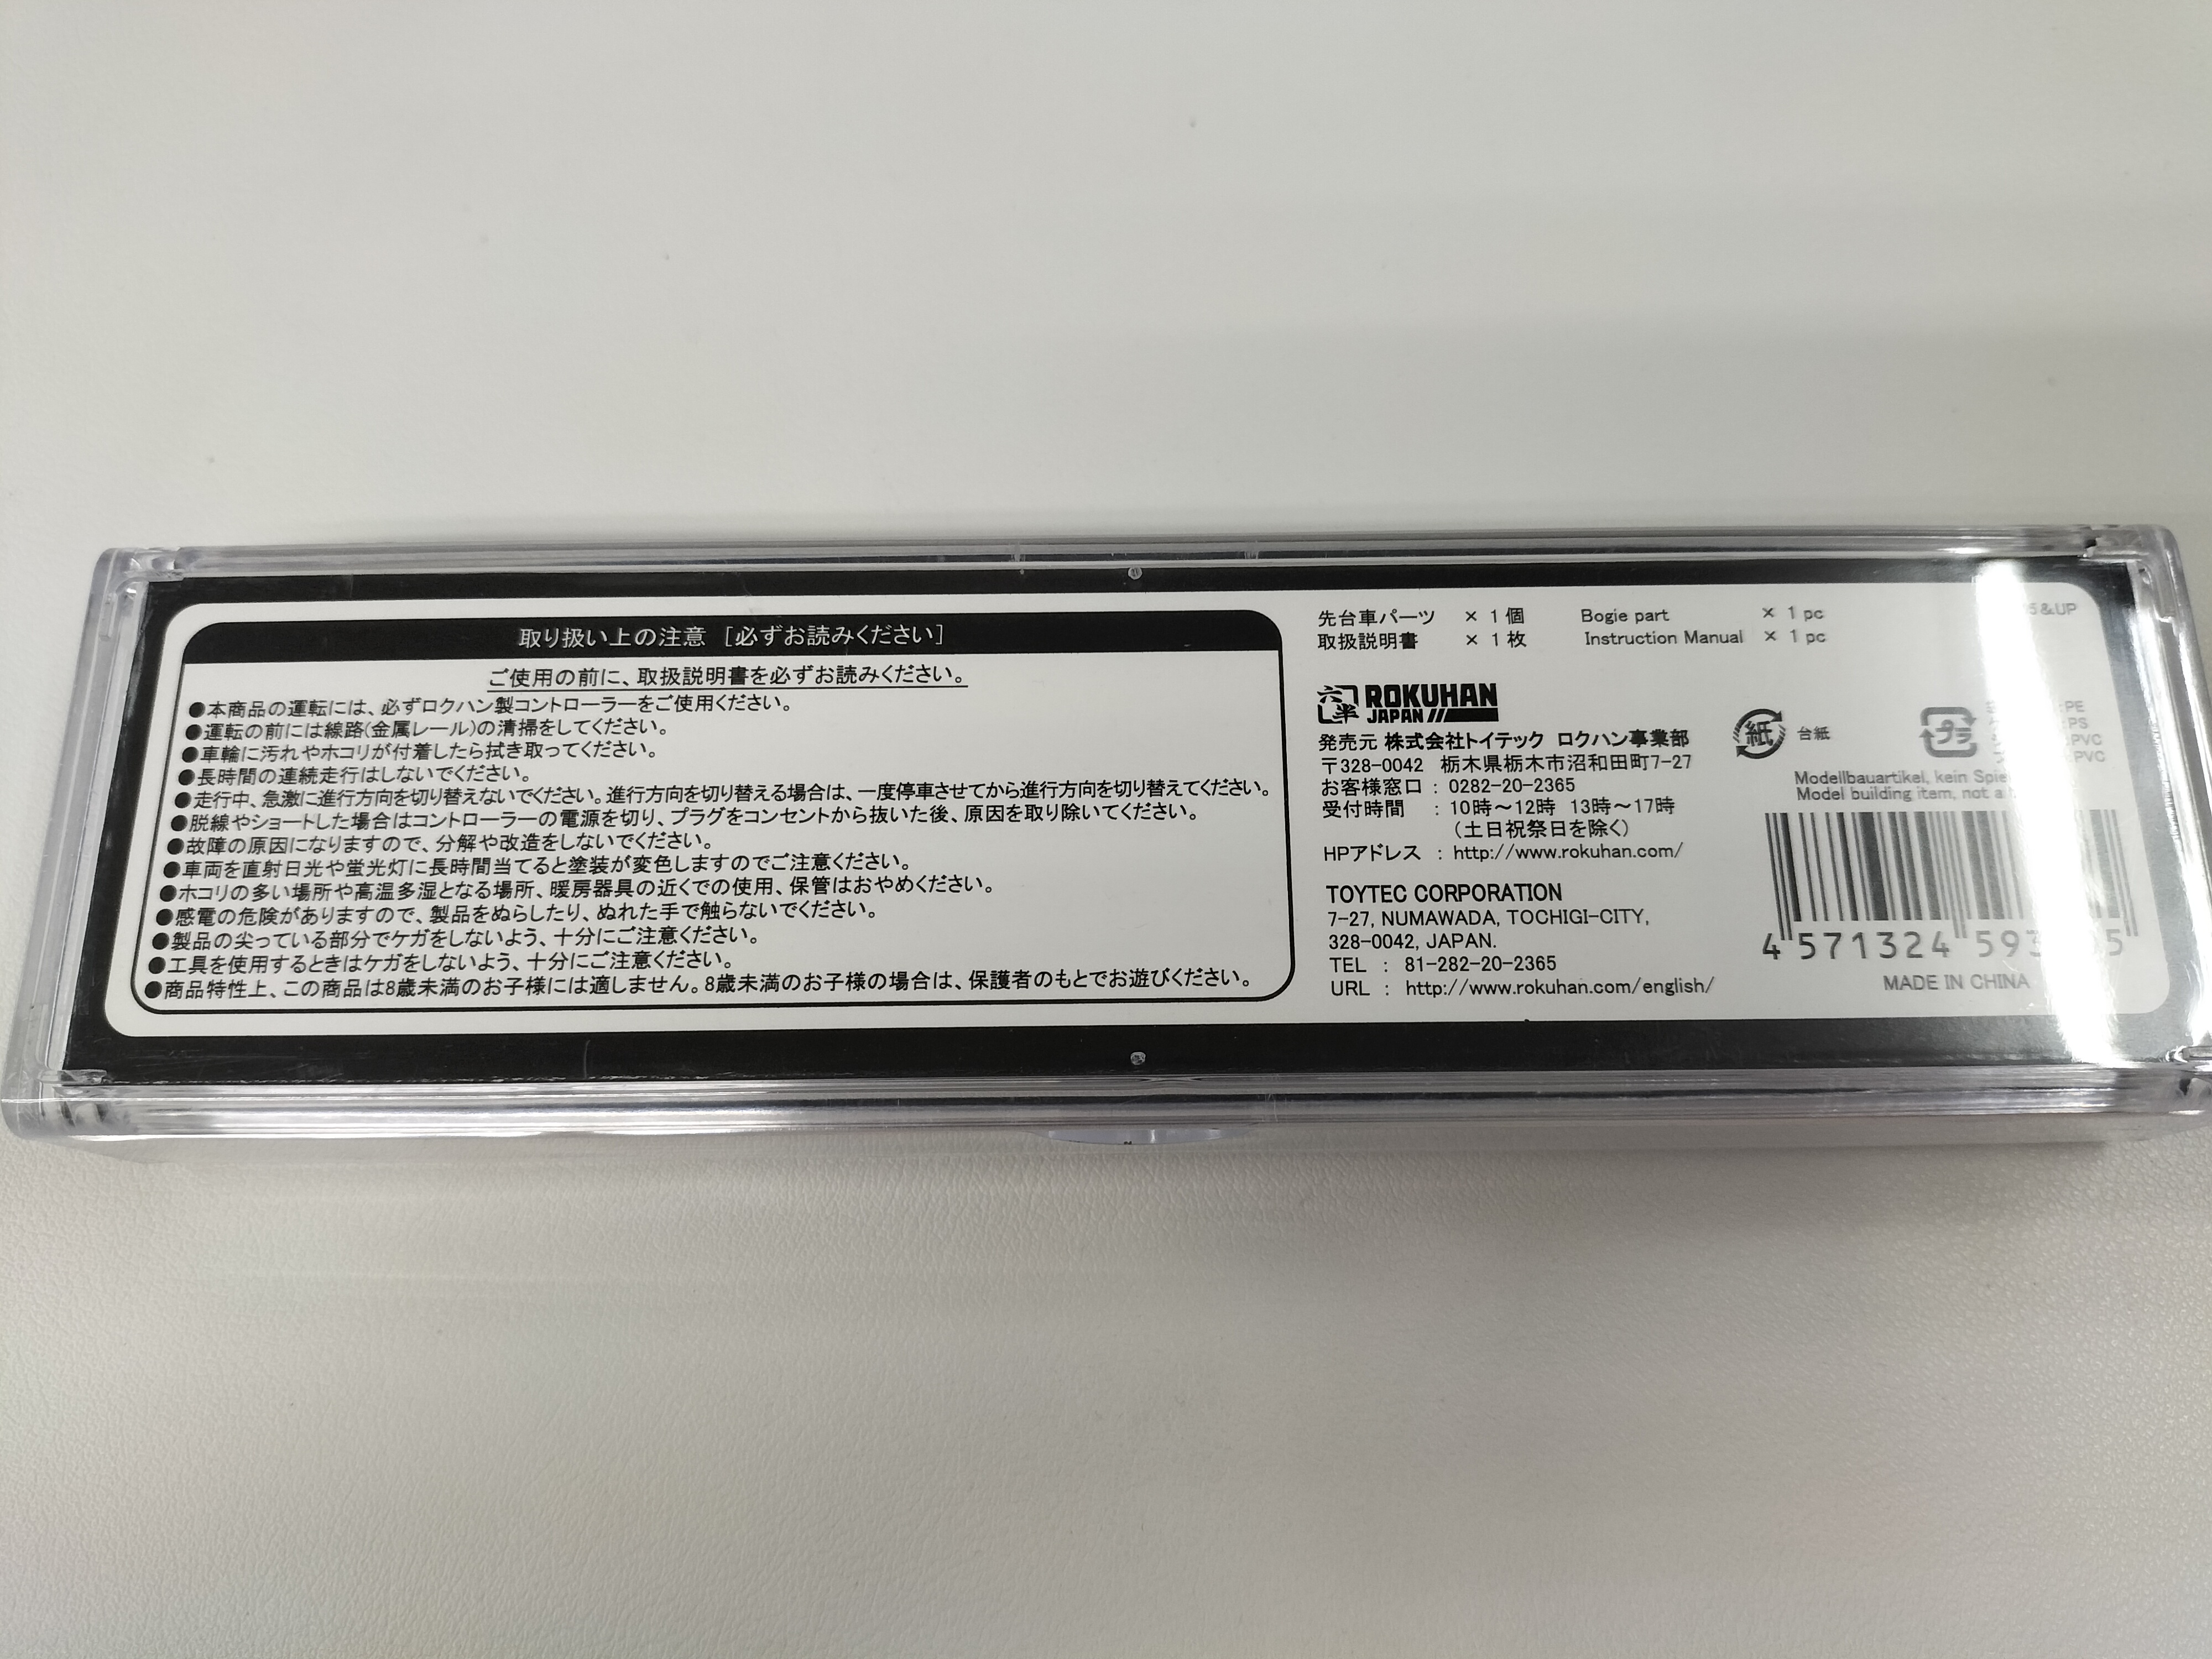 取り扱い上の注意 [必ずお読みください]
ご使用の前に、取扱説明書を必ずお読みください。
●本商品の運転には、必ずロクハン製コントローラーをご使用ください。
●運転の前には線路(金属レール)の清掃をしてください。
●車輪に汚れやホコリが付着したら拭き取ってください。
●長時間の連続走行はしないでください。
●走行中、急激に進行方向を切り替えないでください。進行方向を切り替える場合は、一度停車させてから進行方向を切り替えてください。
●脱線やショートした場合はコントローラーの電源を切り、プラグをコンセントから抜いた後、原因を取り除いてください。
●故障の原因になりますので、分解や改造をしないでください。
●車両を直射日光や蛍光灯に長時間当てると塗装が変色しますのでご注意ください。
●ホコリの多い場所や高温多湿となる場所、暖房器具の近くでの使用、保管はおやめください。
●感電の危険がありますので、製品をぬらしたり、ぬれた手で触らないでください。
●製品の尖っている部分でケガをしないよう、十分にご注意ください。
●工具を使用するときはケガをしないよう、十分にご注意ください。
●商品特性上、この商品は8歳未満のお子様には適しません。8歳未満のお子様の場合は、保護者のもとでお遊びください。
先台車パーツ × 1 個 Bogie part × 1 pc
取扱説明書 × 1 枚 Instruction Manual × 1 pc
5&UP
六半 ROKUHAN
JAPAN
発売元 株式会社トイテック ロクハン事業部
〒328-0042 栃木県栃木市沼和田町7-27
お客様窓口 : 0282-20-2365
受付時間 : 10時～12時 13時～17時
(土日祝祭日を除く)
HPアドレス : http://www.rokuhan.com/
TOYTEC CORPORATION
7-27, NUMAWADA, TOCHIGI-CITY,
328-0042, JAPAN.
TEL : 81-282-20-2365
URL : http://www.rokuhan.com/english/
紙 台紙
プラ
:PE
:PS
:PVC
:PVC
Modellbauartikel, kein
Model building item, not a
4 571324 593 5
MADE IN CHINA